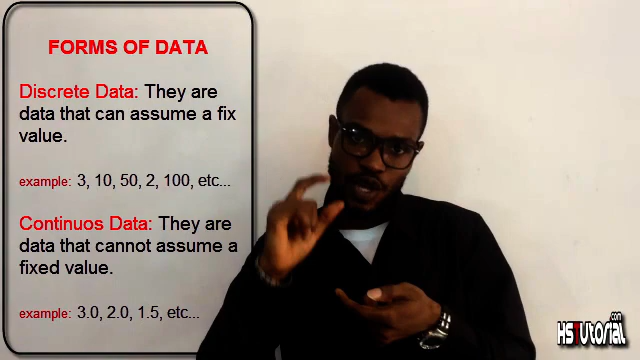 FORMS OF DATA
Discrete Data: They are
data that can assume a fix
value.
example: 3, 10, 50, 2, 100, etc...
Continuos Data: They are
data that cannot assume a
fixed value.
example: 3.0, 2.0, 1.5, etc...
.com
HSTutorial